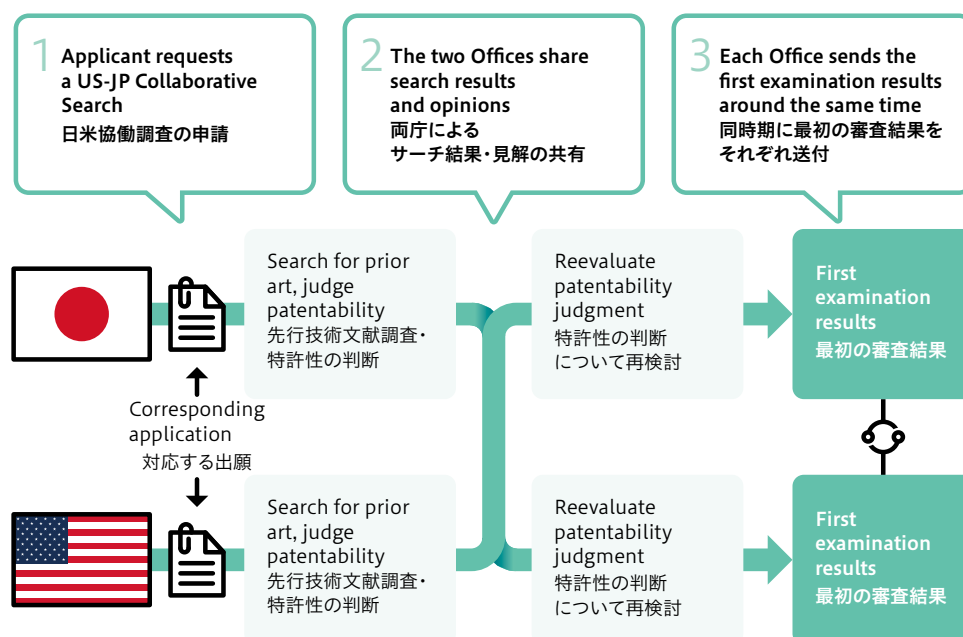 1 Applicant requests
a US-JP Collaborative
Search
日米協働調査の申請
2 The two Offices share
search results
and opinions
両庁による
サーチ結果・見解の共有
3 Each Office sends the
first examination results
around the same time
同時期に最初の審査結果を
それぞれ送付
Search for prior
art, judge
patentability
先行技術文献調査・
特許性の判断
Reevaluate
patentability
judgment
特許性の判断
について再検討
First
examination
results
最初の審査結果
Corresponding
application
対応する出願
Search for prior
art, judge
patentability
先行技術文献調査・
特許性の判断
Reevaluate
patentability
judgment
特許性の判断
について再検討
First
examination
results
最初の審査結果